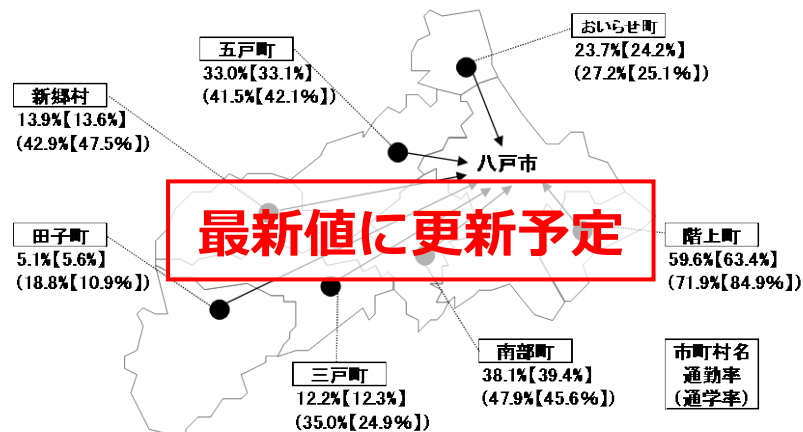 おいらせ町
23.7%【24.2%】
(27.2%【25.1%】)
五戸町
33.0%【33.1%】
(41.5%【42.1%】)
新郷村
13.9%【13.6%】
(42.9%【47.5%】)
八戸市
最新値に更新予定
田子町
5.1%【5.6%】
(18.8%【10.9%】)
階上町
59.6%【63.4%】
(71.9%【84.9%】)
三戸町
12.2%【12.3%】
(35.0%【24.9%】)
南部町
38.1%【39.4%】
(47.9%【45.6%】)
市町村名
通勤率
(通学率)